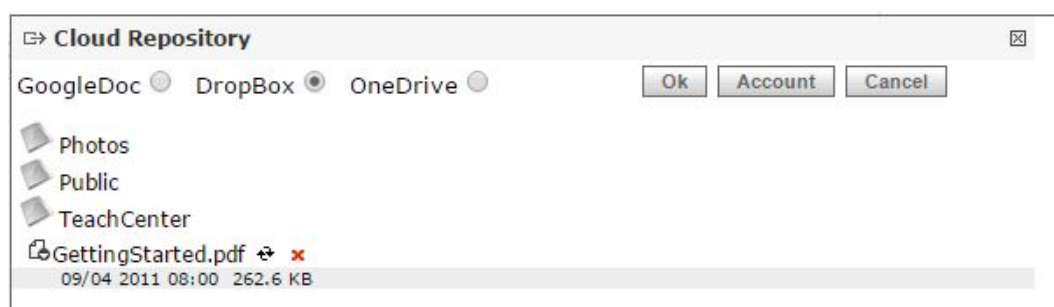 Cloud Repository
GoogleDoc DropBox OneDrive Ok Account Cancel
Photos
Public
TeachCenter
GettingStarted.pdf
09/04 2011 08:00 262.6 KB